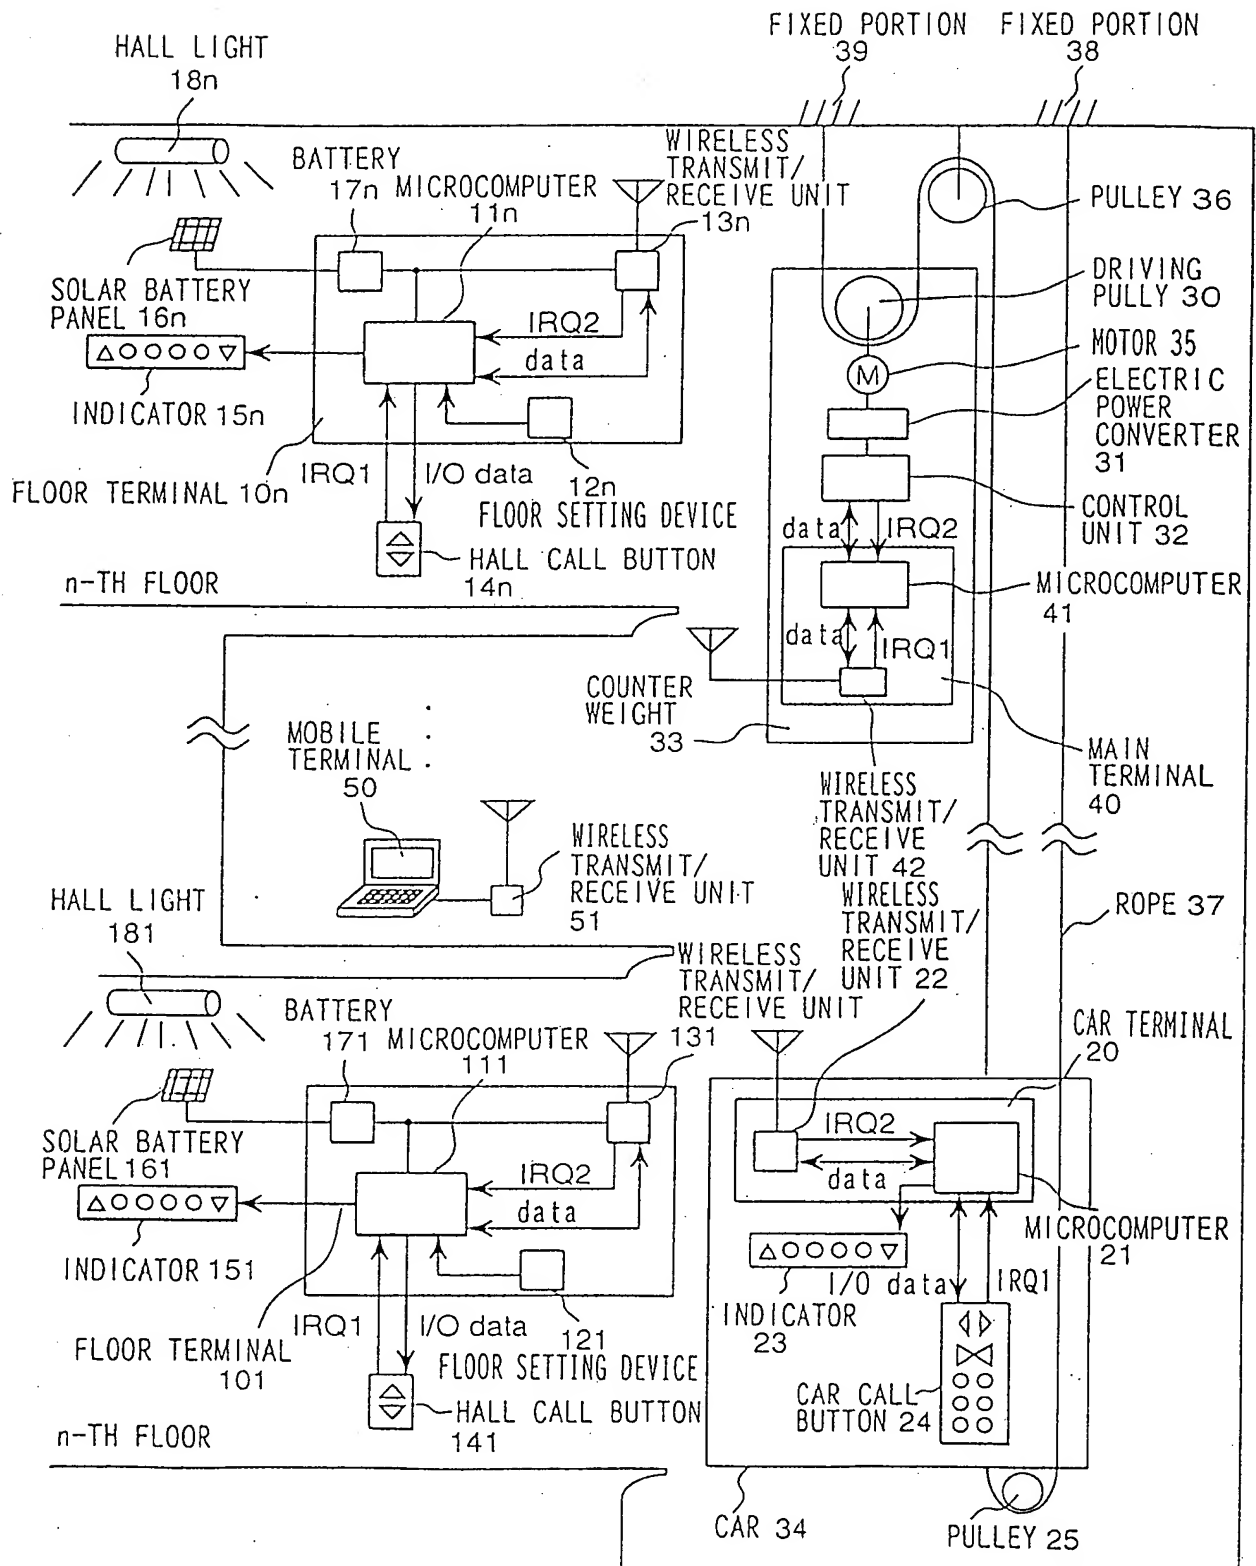 FIXED PORTION
39
FIXED PORTION
38
HALL LIGHT
18n
WIRELESS
TRANSMIT/
RECEIVE UNIT
13n
BATTERY
17n
MICROCOMPUTER
11n
PULLEY 36
SOLAR BATTERY
PANEL 16n
IRQ2
data
INDICATOR 15n
DRIVING
PULLY 30
MOTOR 35
M
ELECTRIC
POWER
CONVERTER
31
FLOOR TERMINAL 10n
IRQ1
I/O data
12n
FLOOR SETTING DEVICE
HALL CALL BUTTON
14n
n-TH FLOOR
CONTROL
UNIT 32
data
IRQ2
MICROCOMPUTER
41
data
IRQ1
COUNTER
WEIGHT
33
MAIN
TERMINAL
40
MOBILE
TERMINAL
50
WIRELESS
TRANSMIT/
RECEIVE UNIT
51
WIRELESS
TRANSMIT/
RECEIVE
UNIT 42
WIRELESS
TRANSMIT/
RECEIVE
UNIT 22
ROPE 37
HALL LIGHT
181
WIRELESS
TRANSMIT/
RECEIVE UNIT
131
BATTERY
171
MICROCOMPUTER
111
CAR TERMINAL
20
SOLAR BATTERY
PANEL 161
IRQ2
data
INDICATOR 151
IRQ2
data
MICROCOMPUTER
21
I/O data
IRQ1
INDICATOR
23
IRQ1
I/O data
121
FLOOR TERMINAL
101
FLOOR SETTING DEVICE
HALL CALL BUTTON
141
CAR CALL
BUTTON 24
n-TH FLOOR
CAR 34
PULLEY 25